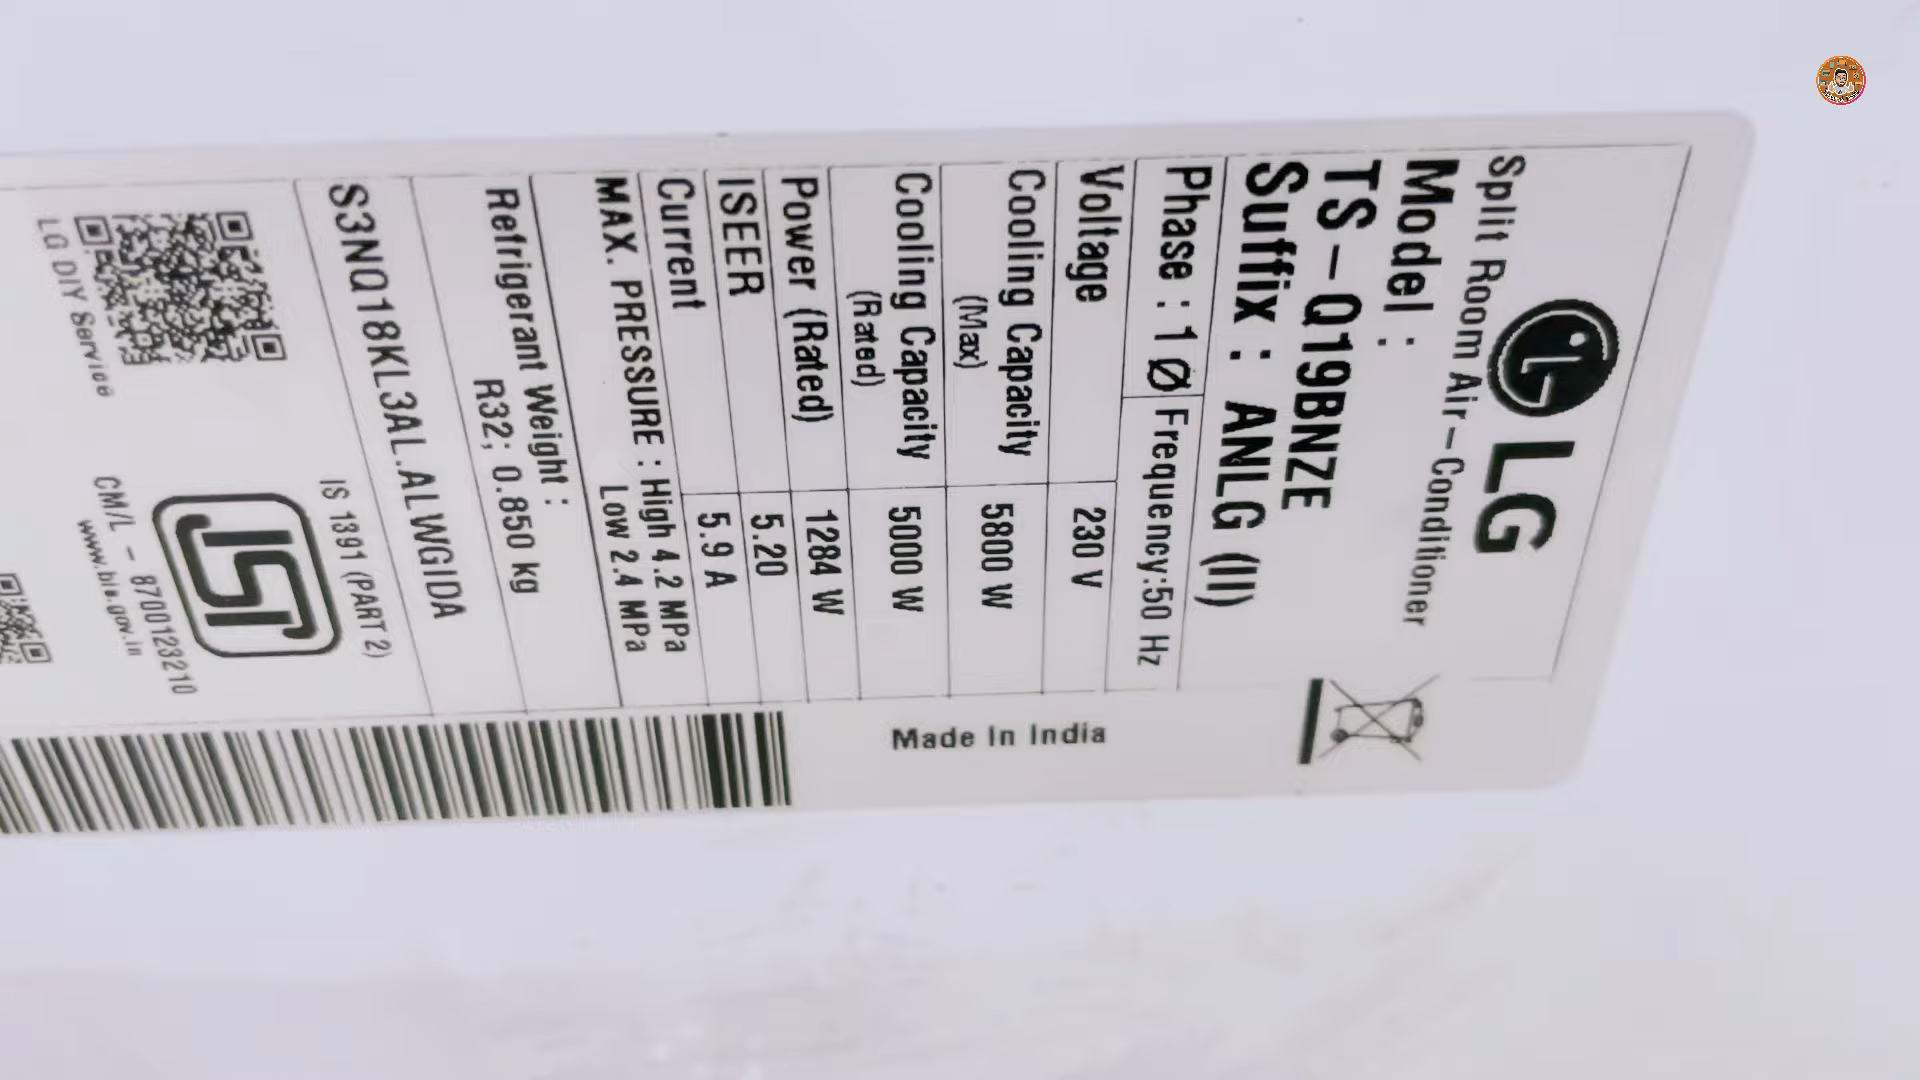 LG
Split Room Air-Conditioner
Model :
TS-Q19BNZE
Suffix : ANLG (II)
Phase : 1 Ø Frequency:50 Hz
Voltage 230 V
Cooling Capacity (Max) 5800 W
Cooling Capacity (Rated) 5000 W
Power (Rated) 1284 W
ISEER 5.20
Current 5.9 A
MAX. PRESSURE : High 4.2 MPa
Low 2.4 MPa
Refrigerant Weight :
R32; 0.850 kg
S3NQ18KL3AL.ALWGIDA
LG DIY Service
IS 1391 (PART 2)
ISI
CM/L - 8700123210
www.bis.gov.in
Made In India